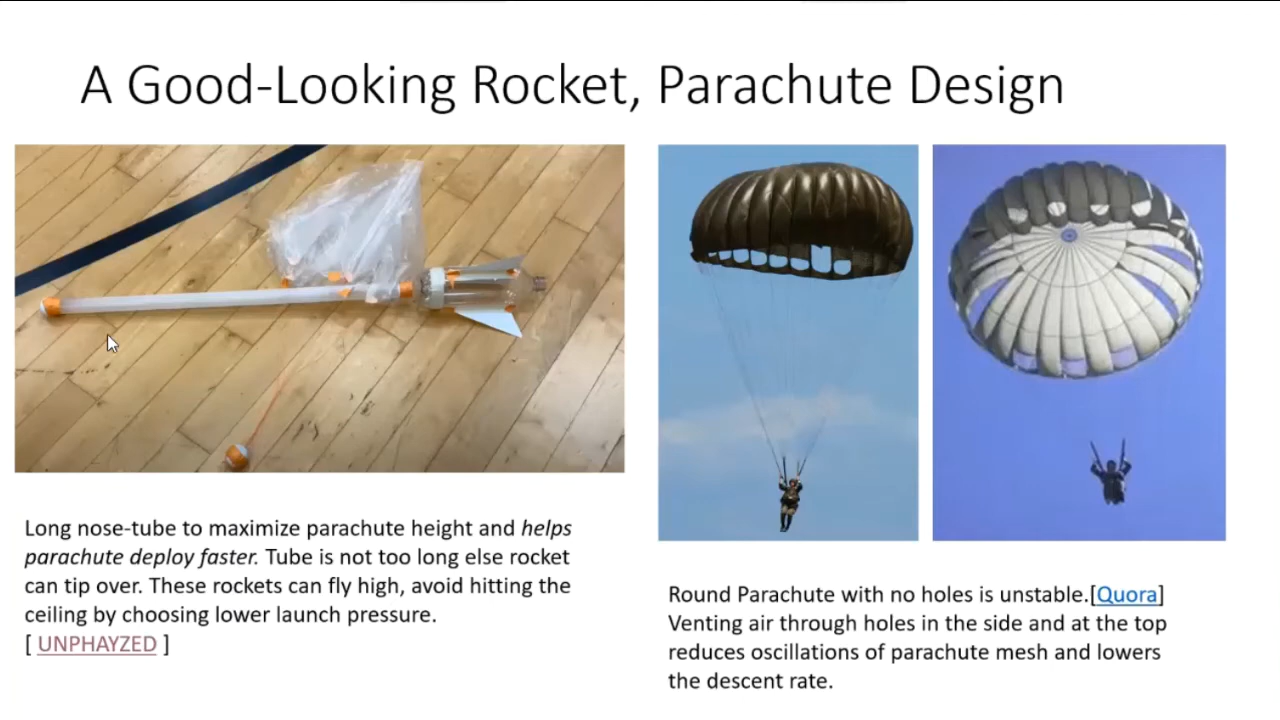 A Good-Looking Rocket, Parachute Design
Long nose-tube to maximize parachute height and helps
parachute deploy faster. Tube is not too long else rocket
can tip over. These rockets can fly high, avoid hitting the
ceiling by choosing lower launch pressure.
[ UNPHAYZED ]
Round Parachute with no holes is unstable.[Quora]
Venting air through holes in the side and at the top
reduces oscillations of parachute mesh and lowers
the descent rate.